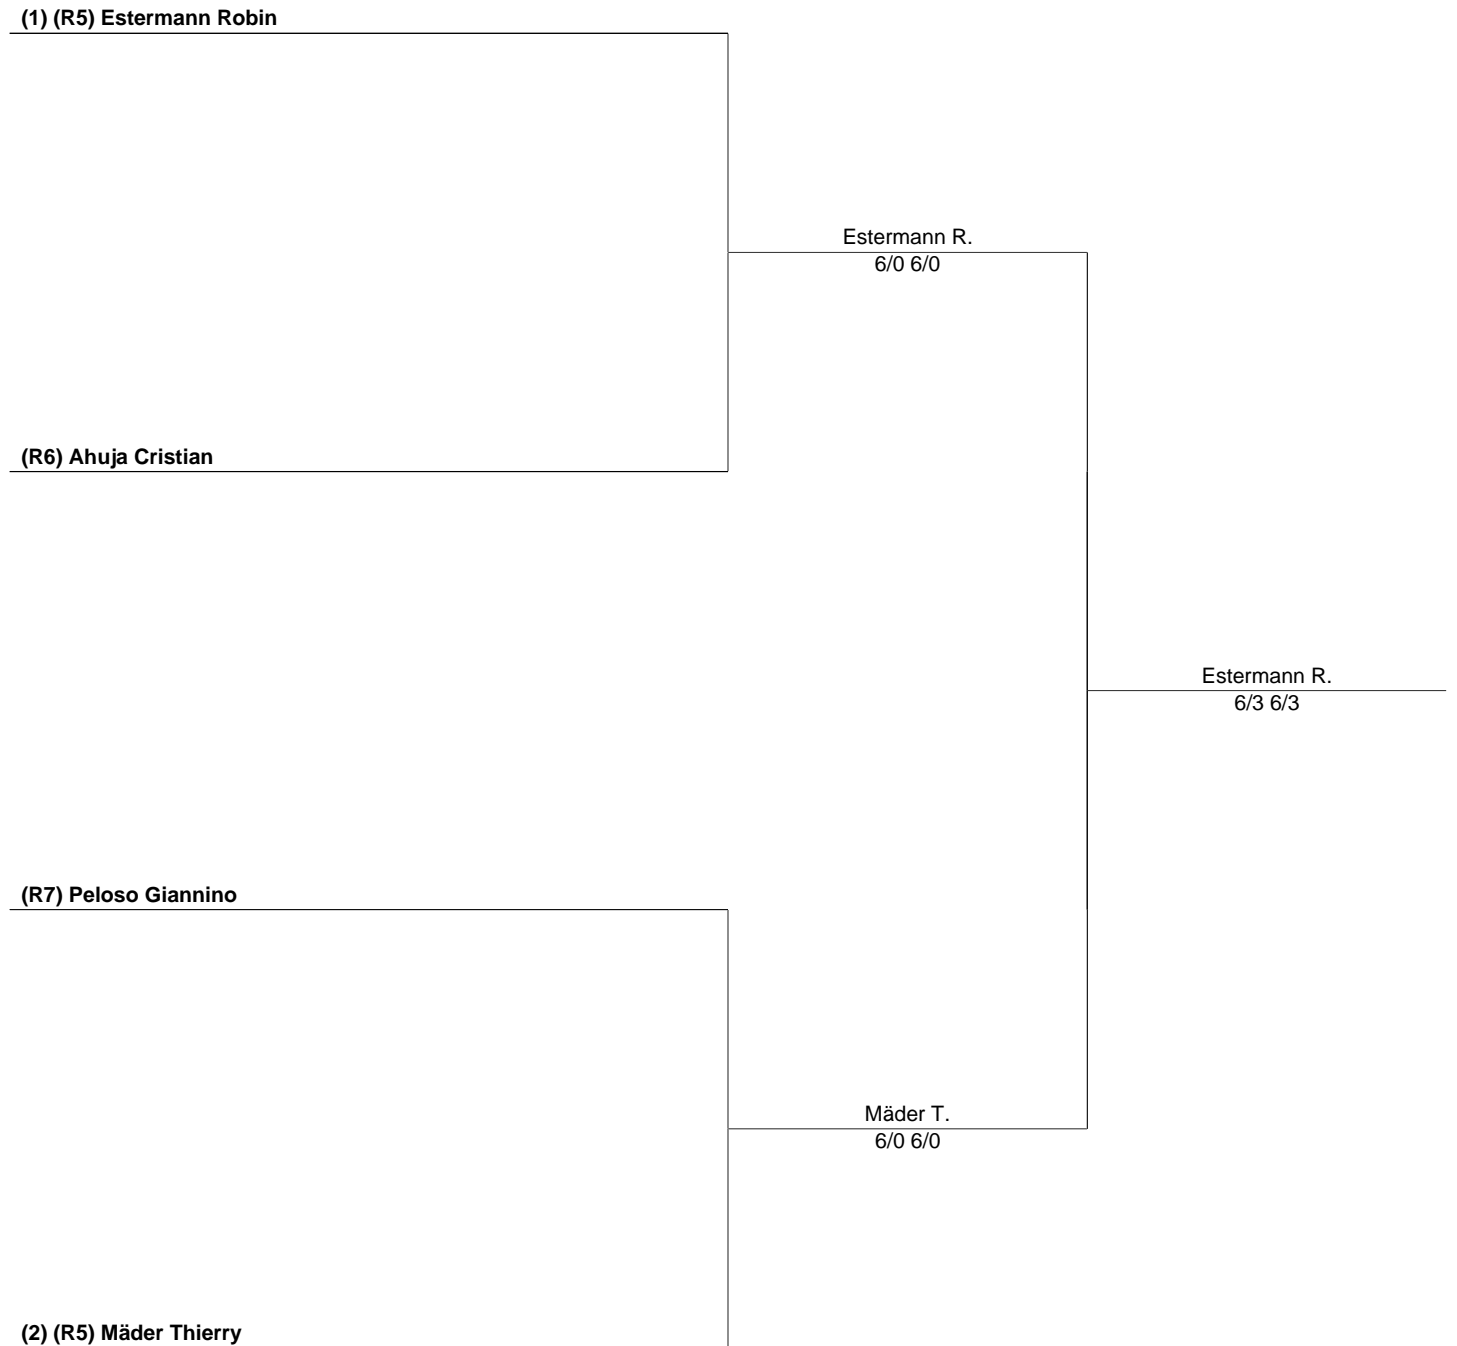 (1) (R5) Estermann Robin
Estermann R.
6/0 6/0
(R6) Ahuja Cristian
Estermann R.
6/3 6/3
(R7) Peloso Giannino
Mäder T.
6/0 6/0
(2) (R5) Mäder Thierry